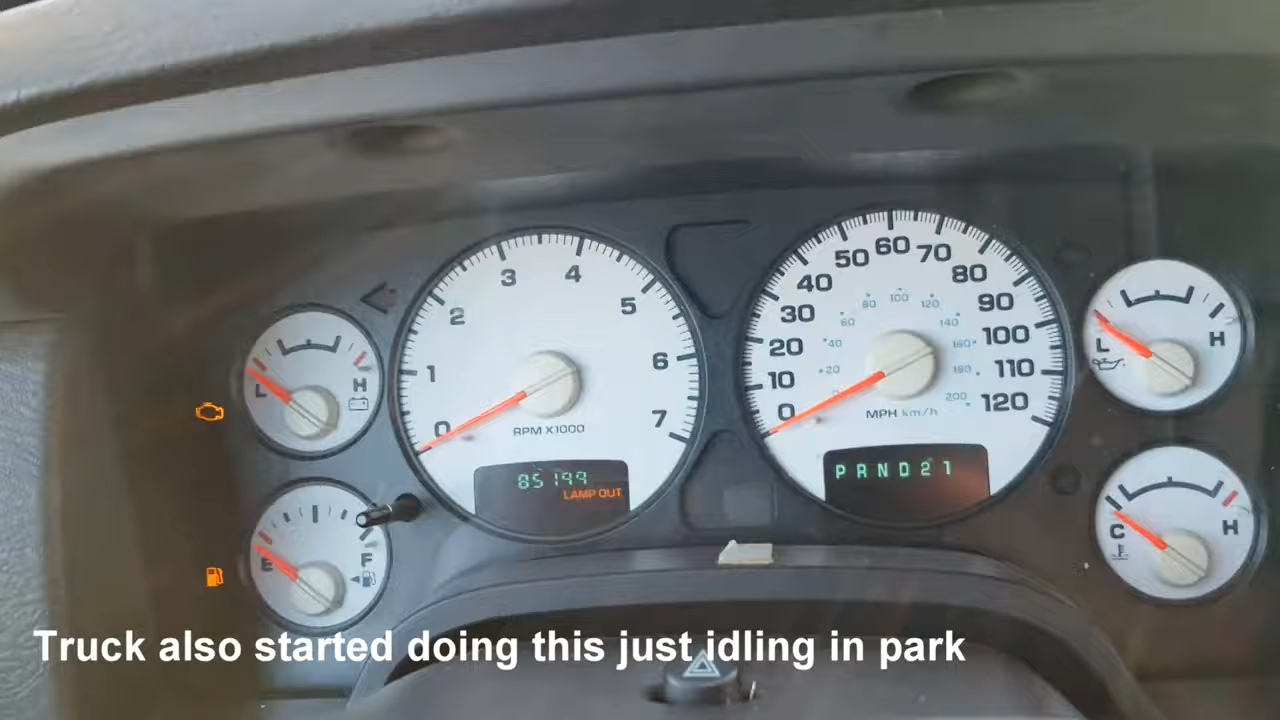 3
4
2
5
1
6
0
7
RPM X1000
85199
LAMP OUT
60
50
70
40
80
30
90
20
100
10
110
0
120
80
100
120
60
140
40
160
20
180
200
MPH km/h
P R N D 2 1
L
H
E
F
L
H
C
H
Truck also started doing this just idling in park